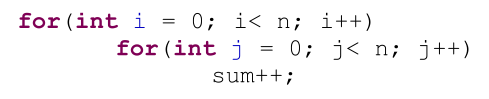 for(int i = 0; i< n; i++)
for(int j = 0; j< n; j++)
sum++;